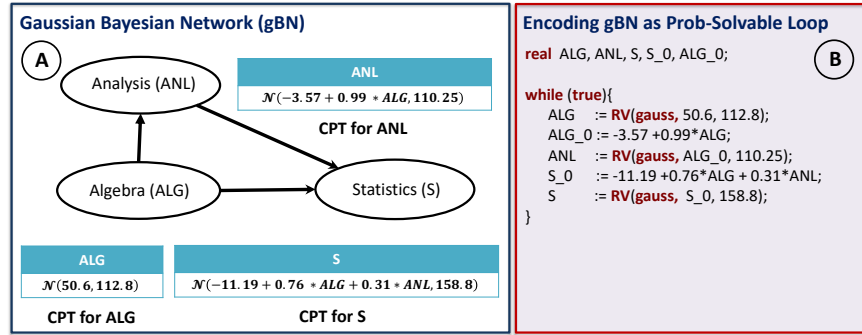 Gaussian Bayesian Network (gBN)
A
Analysis (ANL)
ANL
𝒩(−3.57 + 0.99 * ALG, 110.25)
CPT for ANL
Algebra (ALG)
Statistics (S)
ALG
𝒩(50.6, 112.8)
CPT for ALG
S
𝒩(−11.19 + 0.76 * ALG + 0.31 * ANL, 158.8)
CPT for S
Encoding gBN as Prob-Solvable Loop
B
real ALG, ANL, S, S_0, ALG_0;
while (true){
ALG := RV(gauss, 50.6, 112.8);
ALG_0 := -3.57 +0.99*ALG;
ANL := RV(gauss, ALG_0, 110.25);
S_0 := -11.19 +0.76*ALG + 0.31*ANL;
S := RV(gauss, S_0, 158.8);
}